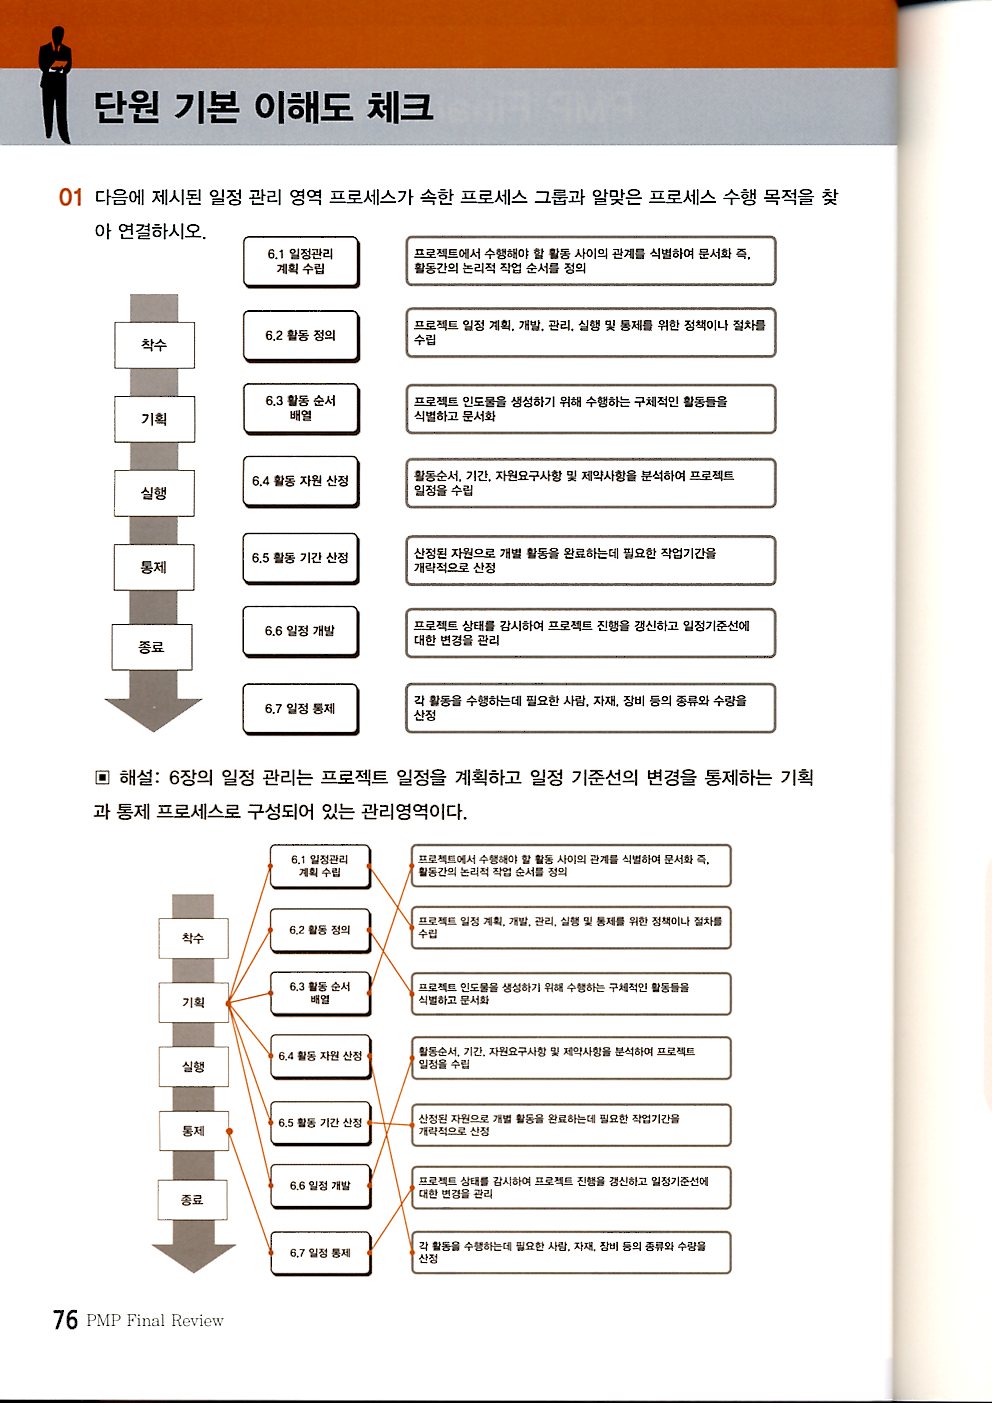 단원 기본 이해도 체크
01 다음에 제시된 일정 관리 영역 프로세스가 속한 프로세스 그룹과 알맞은 프로세스 수행 목적을 찾
아 연결하시오.
착수
기획
실행
통제
종료
6.1 일정관리
계획 수립
6.2 활동 정의
6.3 활동 순서
배열
6.4 활동 자원 산정
6.5 활동 기간 산정
6.6 일정 개발
6.7 일정 통제
프로젝트에서 수행해야 할 활동 사이의 관계를 식별하여 문서화 즉,
활동간의 논리적 작업 순서를 정의
프로젝트 일정 계획, 개발, 관리, 실행 및 통제를 위한 정책이나 절차를
수립
프로젝트 인도물을 생성하기 위해 수행하는 구체적인 활동들을
식별하고 문서화
활동순서, 기간, 자원요구사항 및 제약사항을 분석하여 프로젝트
일정을 수립
산정된 자원으로 개별 활동을 완료하는데 필요한 작업기간을
개략적으로 산정
프로젝트 상태를 감시하여 프로젝트 진행을 갱신하고 일정기준선에
대한 변경을 관리
각 활동을 수행하는데 필요한 사람, 자재, 장비 등의 종류와 수량을
산정
▣ 해설: 6장의 일정 관리는 프로젝트 일정을 계획하고 일정 기준선의 변경을 통제하는 기획
과 통제 프로세스로 구성되어 있는 관리영역이다.
착수
기획
실행
통제
종료
6.1 일정관리
계획 수립
6.2 활동 정의
6.3 활동 순서
배열
6.4 활동 자원 산정
6.5 활동 기간 산정
6.6 일정 개발
6.7 일정 통제
프로젝트에서 수행해야 할 활동 사이의 관계를 식별하여 문서화 즉,
활동간의 논리적 작업 순서를 정의
프로젝트 일정 계획, 개발, 관리, 실행 및 통제를 위한 정책이나 절차를
수립
프로젝트 인도물을 생성하기 위해 수행하는 구체적인 활동들을
식별하고 문서화
활동순서, 기간, 자원요구사항 및 제약사항을 분석하여 프로젝트
일정을 수립
산정된 자원으로 개별 활동을 완료하는데 필요한 작업기간을
개략적으로 산정
프로젝트 상태를 감시하여 프로젝트 진행을 갱신하고 일정기준선에
대한 변경을 관리
각 활동을 수행하는데 필요한 사람, 자재, 장비 등의 종류와 수량을
산정
76 PMP Final Review